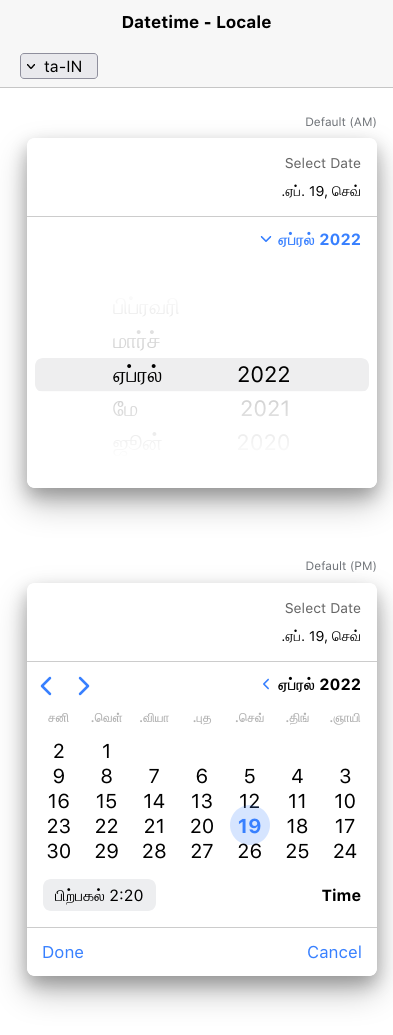 Datetime - Locale
ta-IN
Default (AM)
Select Date
.ஏப். 19, செவ்
ஏப்ரல் 2022
பிப்ரவரி
மார்ச்
ஏப்ரல் 2022
மே 2021
ஜூன் 2020
Default (PM)
Select Date
.ஏப். 19, செவ்
ஏப்ரல் 2022
சனி .வெள் .வியா .புத .செவ் .திங் .ஞாயி
2 1
9 8 7 6 5 4 3
16 15 14 13 12 11 10
23 22 21 20 19 18 17
30 29 28 27 26 25 24
பிற்பகல் 2:20 Time
Done Cancel